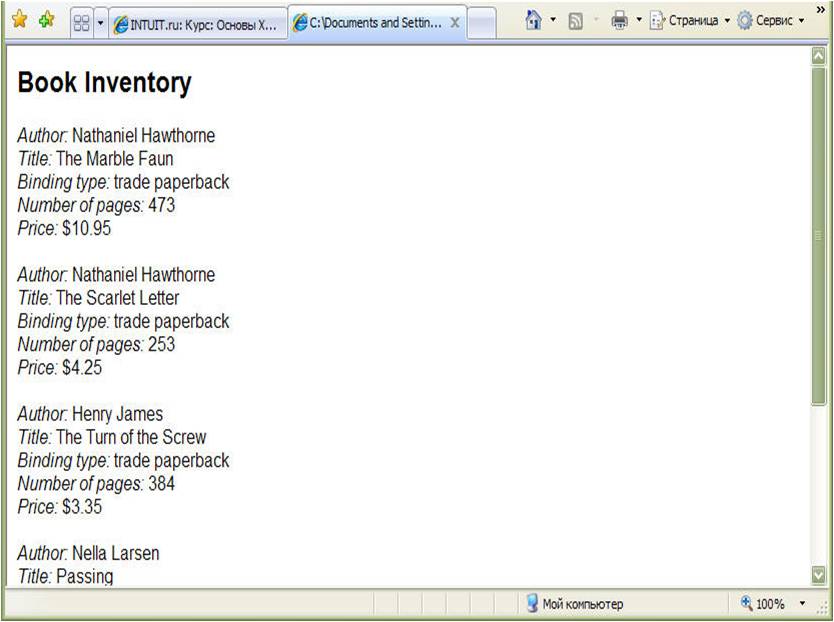 INTUIT.ru: Курс: Основы X...
C:\Documents and Settin...
Страница
Сервис
Book Inventory
Author: Nathaniel Hawthorne
Title: The Marble Faun
Binding type: trade paperback
Number of pages: 473
Price: $10.95
Author: Nathaniel Hawthorne
Title: The Scarlet Letter
Binding type: trade paperback
Number of pages: 253
Price: $4.25
Author: Henry James
Title: The Turn of the Screw
Binding type: trade paperback
Number of pages: 384
Price: $3.35
Author: Nella Larsen
Title: Passing
Мой компьютер
100%